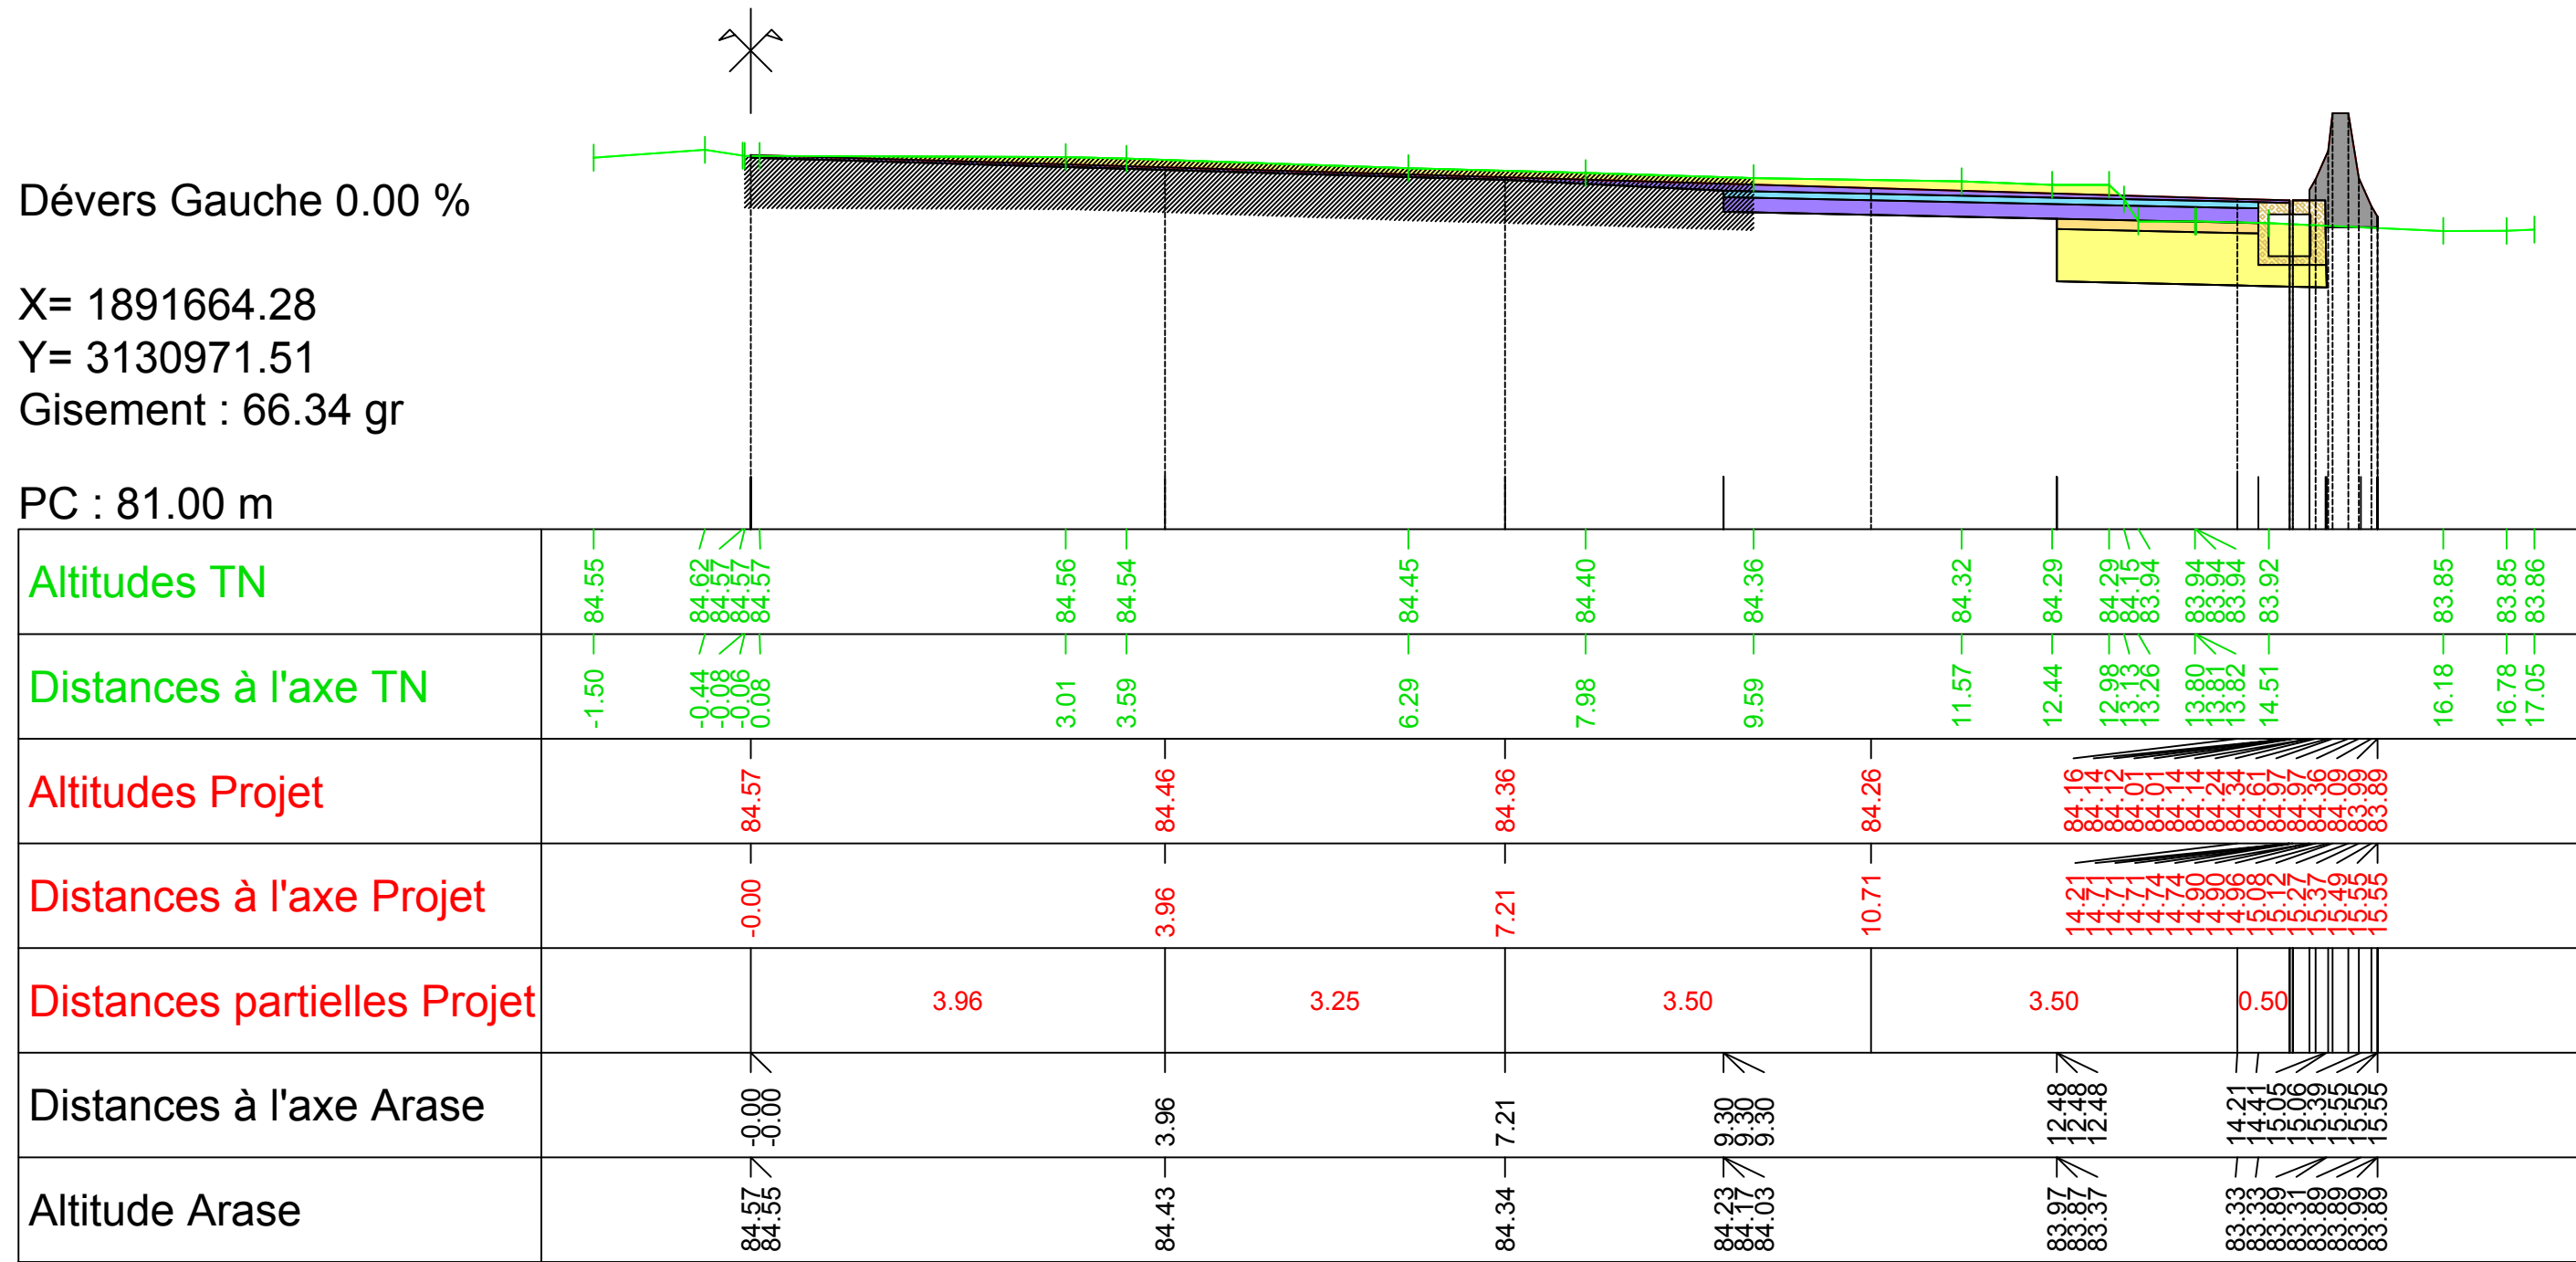 Dévers Gauche 0.00 %
X= 1891664.28
Y= 3130971.51
Gisement : 66.34 gr
PC : 81.00 m
Altitudes TN 84.55 84.62 84.57 84.57 84.57 84.56 84.54 84.45 84.40 84.36 84.32 84.29 84.29 84.15 83.94 83.94 83.94 83.94 83.92 83.85 83.85 83.86
Distances à l'axe TN -1.50 -0.44 -0.08 -0.06 0.08 3.01 3.59 6.29 7.98 9.59 11.57 12.44 12.98 13.13 13.26 13.80 13.81 13.82 14.51 16.18 16.78 17.05
Altitudes Projet 84.57 84.46 84.36 84.26 84.16 84.14 84.12 84.01 84.01 84.14 84.14 84.24 84.34 84.61 84.97 84.97 84.36 84.09 83.99 83.89
Distances à l'axe Projet -0.00 3.96 7.21 10.71 14.21 14.71 14.71 14.71 14.74 14.74 14.90 14.90 14.96 15.08 15.12 15.27 15.37 15.49 15.55 15.55
Distances partielles Projet 3.96 3.25 3.50 3.50 0.50
Distances à l'axe Arase -0.00 -0.00 3.96 7.21 9.30 9.30 9.30 12.48 12.48 12.48 14.21 14.41 15.05 15.06 15.39 15.55 15.55 15.55
Altitude Arase 84.57 84.55 84.43 84.34 84.23 84.17 84.03 83.97 83.87 83.37 83.33 83.33 83.89 83.31 83.89 83.89 83.99 83.89